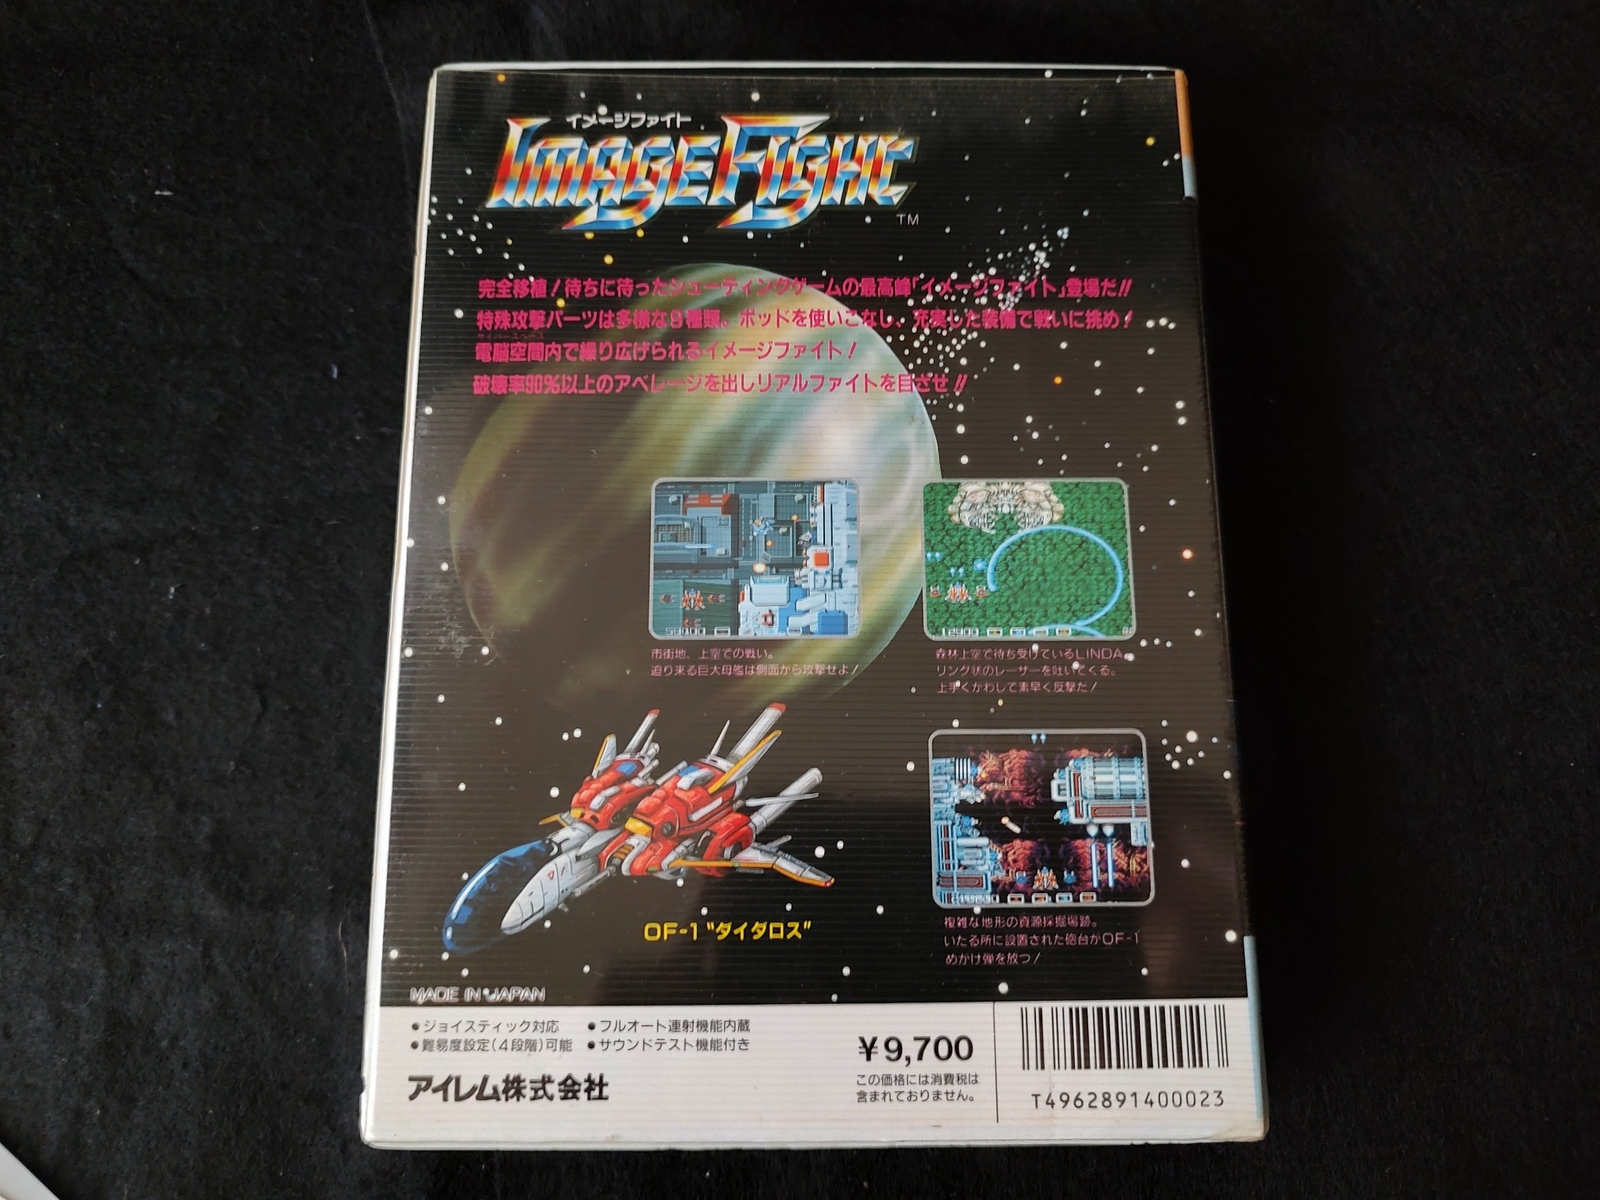 イメージファイト
IMAGE FIGHT
TM
完全移植！待ちに待ったシューティングゲームの最高峰「イメージファイト」登場だ!!
特殊攻撃パーツは多様な8種類。ポッドを使いこなし、充実した装備で戦いに挑め！
電脳空間内で繰り広げられるイメージファイト！
破壊率90%以上のアベレージを出しリアルファイトを目ざせ!!
59400
12900
市街地、上空での戦い。
迫り来る巨大母艦は側面から攻撃せよ！
森林上空で待ち受けているLINDA。
リング状のレーザーを吐いてくる。
上手くかわして素早く反撃だ！
OF-1"ダイダロス"
複雑な地形の資源採掘場跡。
いたる所に設置された砲台がOF-1
めがけ弾を放つ！
MADE IN JAPAN
●ジョイスティック対応 ●フルオート連射機能内蔵
●難易度設定(4段階)可能 ●サウンドテスト機能付き
アイレム株式会社
￥9,700
この価格には消費税は
含まれておりません。
T4962891400023